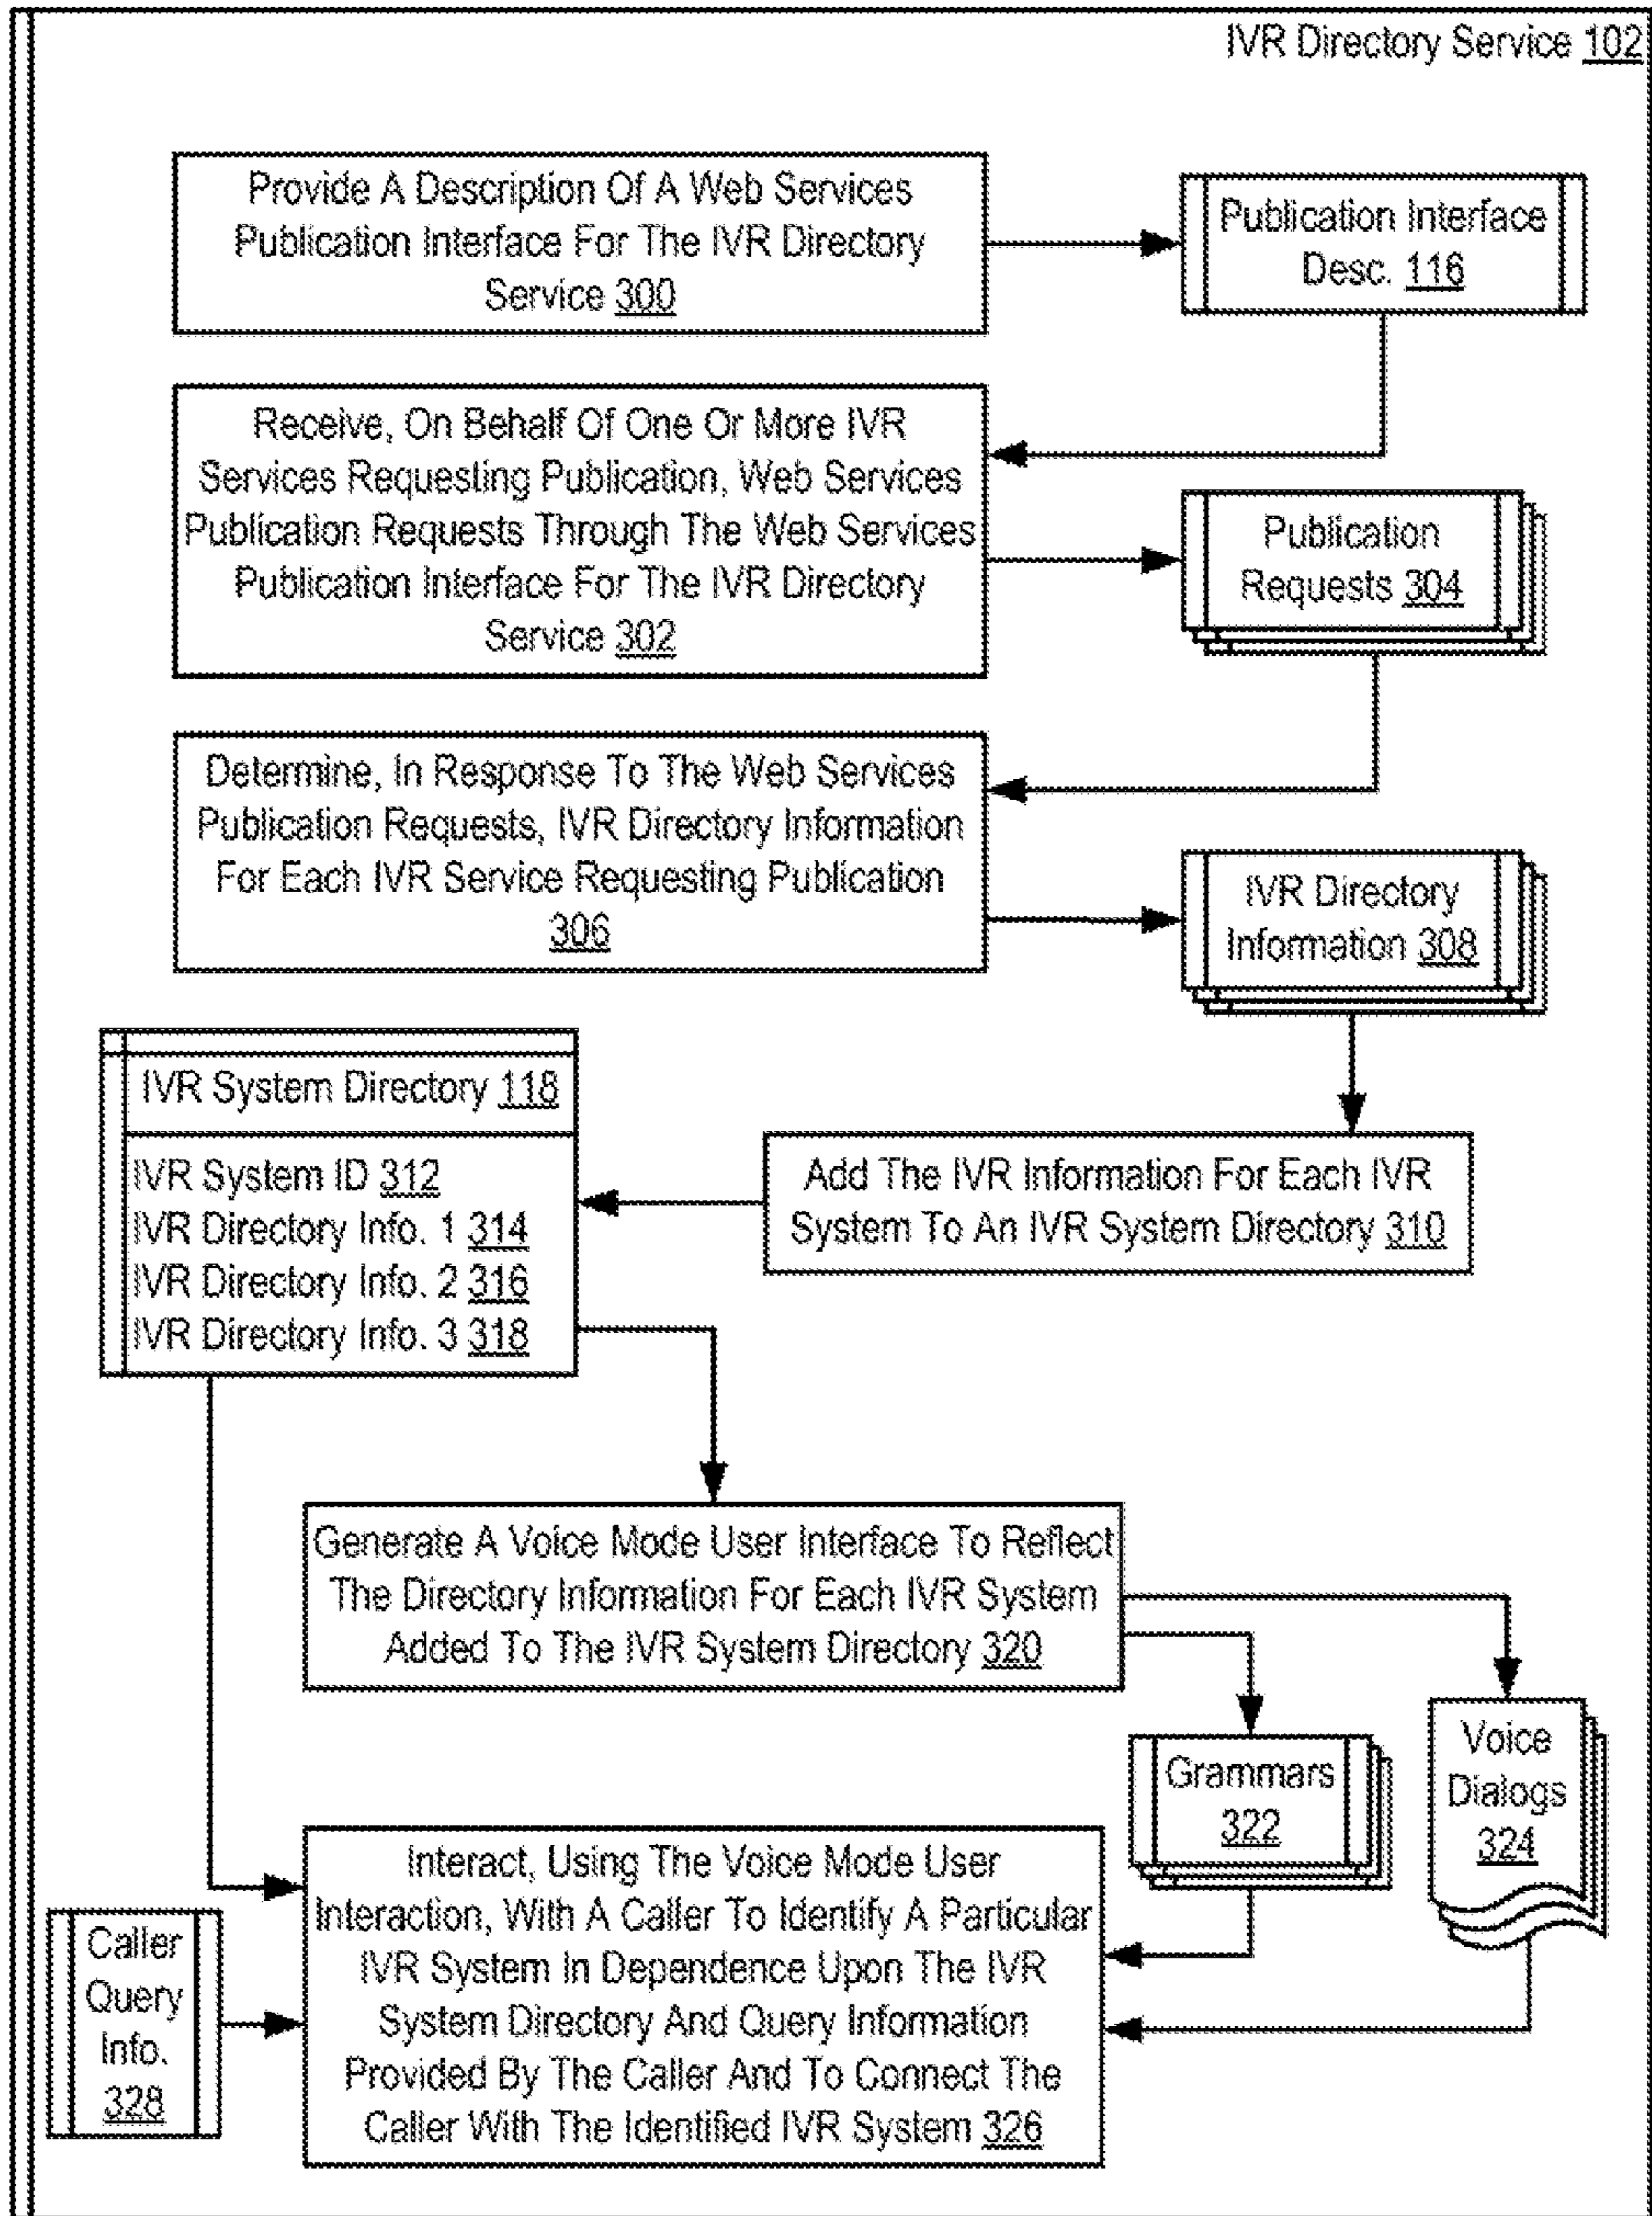 IVR Directory Service 102
Provide A Description Of A Web Services
Publication Interface For The IVR Directory
Service 300
Publication Interface
Desc. 116
Receive, On Behalf Of One Or More IVR
Services Requesting Publication, Web Services
Publication Requests Through The Web Services
Publication Interface For The IVR Directory
Service 302
Publication
Requests 304
Determine, In Response To The Web Services
Publication Requests, IVR Directory Information
For Each IVR Service Requesting Publication
306
IVR Directory
Information 308
IVR System Directory 118
IVR System ID 312
IVR Directory Info. 1 314
IVR Directory Info. 2 316
IVR Directory Info. 3 318
Add The IVR Information For Each IVR
System To An IVR System Directory 310
Generate A Voice Mode User Interface To Reflect
The Directory Information For Each IVR System
Added To The IVR System Directory 320
Grammars
322
Voice
Dialogs
324
Interact, Using The Voice Mode User
Interaction, With A Caller To Identify A Particular
IVR System In Dependence Upon The IVR
System Directory And Query Information
Provided By The Caller And To Connect The
Caller With The Identified IVR System 326
Caller
Query
Info.
328